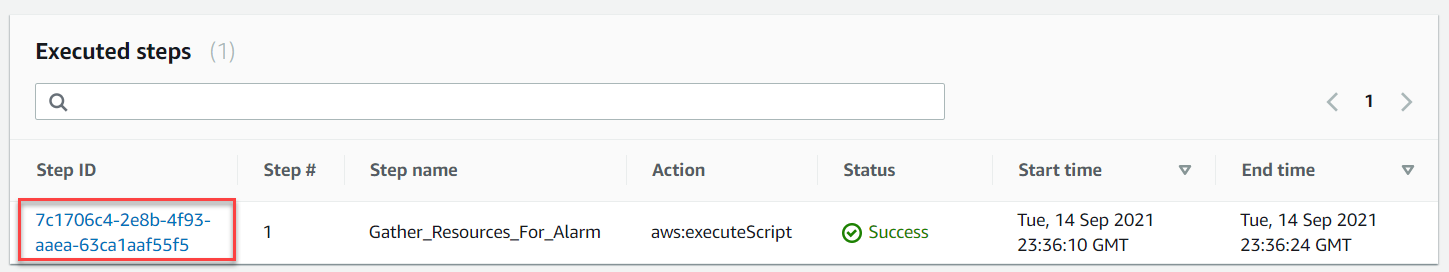 Executed steps (1)
1
Step ID Step # Step name Action Status Start time End time
7c1706c4-2e8b-4f93- Tue, 14 Sep 2021 Tue, 14 Sep 2021
1 Gather_Resources_For_Alarm aws:executeScript Success
aaea-63ca1aaf55f5 23:36:10 GMT 23:36:24 GMT